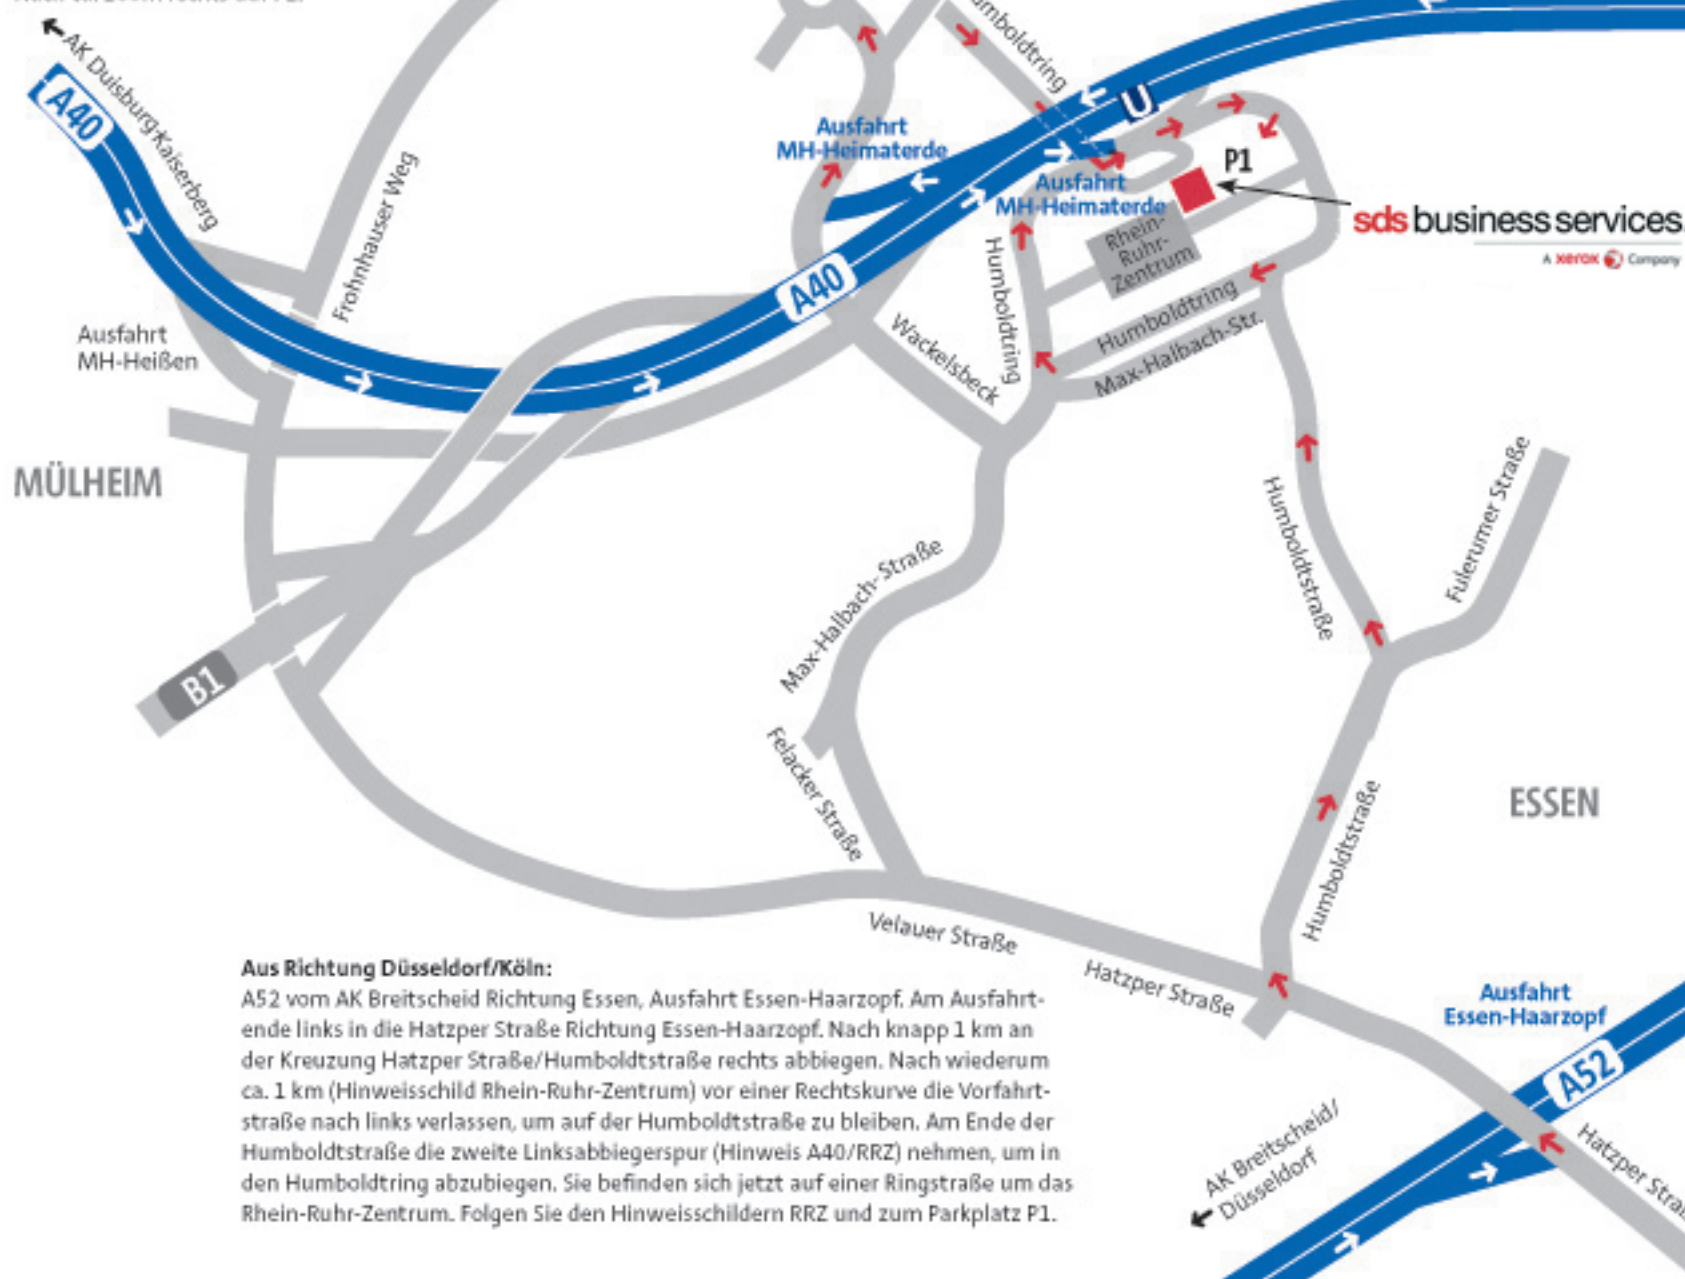 AK Duisburg-Kaiserberg
A40
Frohnhauser Weg
Ausfahrt
MH-Heimaterde
umboldtring
U
P1
Ausfahrt
MH-Heimaterde
sds business services
A xerox Company
Rhein-
Ruhr-
Zentrum
A40
Humboldtring
Humboldtring
Max-Halbach-Str.
Wackelsbeck
Ausfahrt
MH-Heißen
MÜLHEIM
Humboldtstraße
Fulerumer Straße
Max-Halbach-Straße
B1
Felacker Straße
Humboldtstraße
ESSEN
Velauer Straße
Hatzper Straße
Ausfahrt
Essen-Haarzopf
A52
AK Breitscheid/
Düsseldorf
Hatzper Straß
Aus Richtung Düsseldorf/Köln:
A52 vom AK Breitscheid Richtung Essen, Ausfahrt Essen-Haarzopf. Am Ausfahrt-
ende links in die Hatzper Straße Richtung Essen-Haarzopf. Nach knapp 1 km an
der Kreuzung Hatzper Straße/Humboldtstraße rechts abbiegen. Nach wiederum
ca. 1 km (Hinweisschild Rhein-Ruhr-Zentrum) vor einer Rechtskurve die Vorfahrt-
straße nach links verlassen, um auf der Humboldtstraße zu bleiben. Am Ende der
Humboldtstraße die zweite Linksabbiegerspur (Hinweis A40/RRZ) nehmen, um in
den Humboldtring abzubiegen. Sie befinden sich jetzt auf einer Ringstraße um das
Rhein-Ruhr-Zentrum. Folgen Sie den Hinweisschildern RRZ und zum Parkplatz P1.